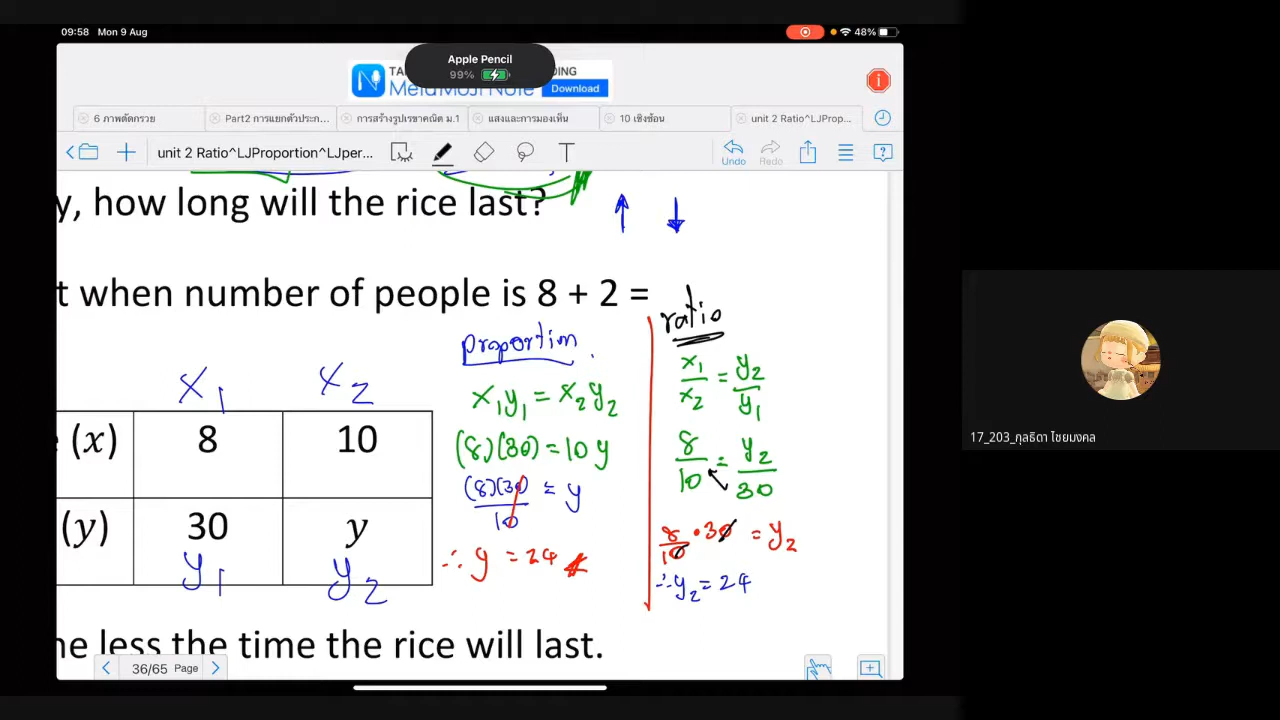 09:58 Mon 9 Aug
48%
Apple Pencil
99%
TA
DING
MetaMoJi Note
Download
6 ภาพตัดกรวย
Part2 การแยกตัวประก...
การสร้างรูปเรขาคณิต ม.1
แสงและการมองเห็น
10 เชิงซ้อน
unit 2 Ratio^LJProp...
unit 2 Ratio^LJProportion^LJper...
T
Undo
Redo
y, how long will the rice last?
↑ ↓
t when number of people is 8 + 2 =
proportion
x₁y₁ = x₂y₂
(8)(30) = 10y
(8)(30)/10 = y
∴ y = 24
ratio
x₁/x₂ = y₂/y₁
8/10 = y₂/30
8/10 • 30 = y₂
∴ y₂ = 24
x₁ x₂
(x) 8 10
(y) 30 y
y₁ y₂
ne less the time the rice will last.
36/65 Page
17_203_กุลธิดา ไชยมงคล